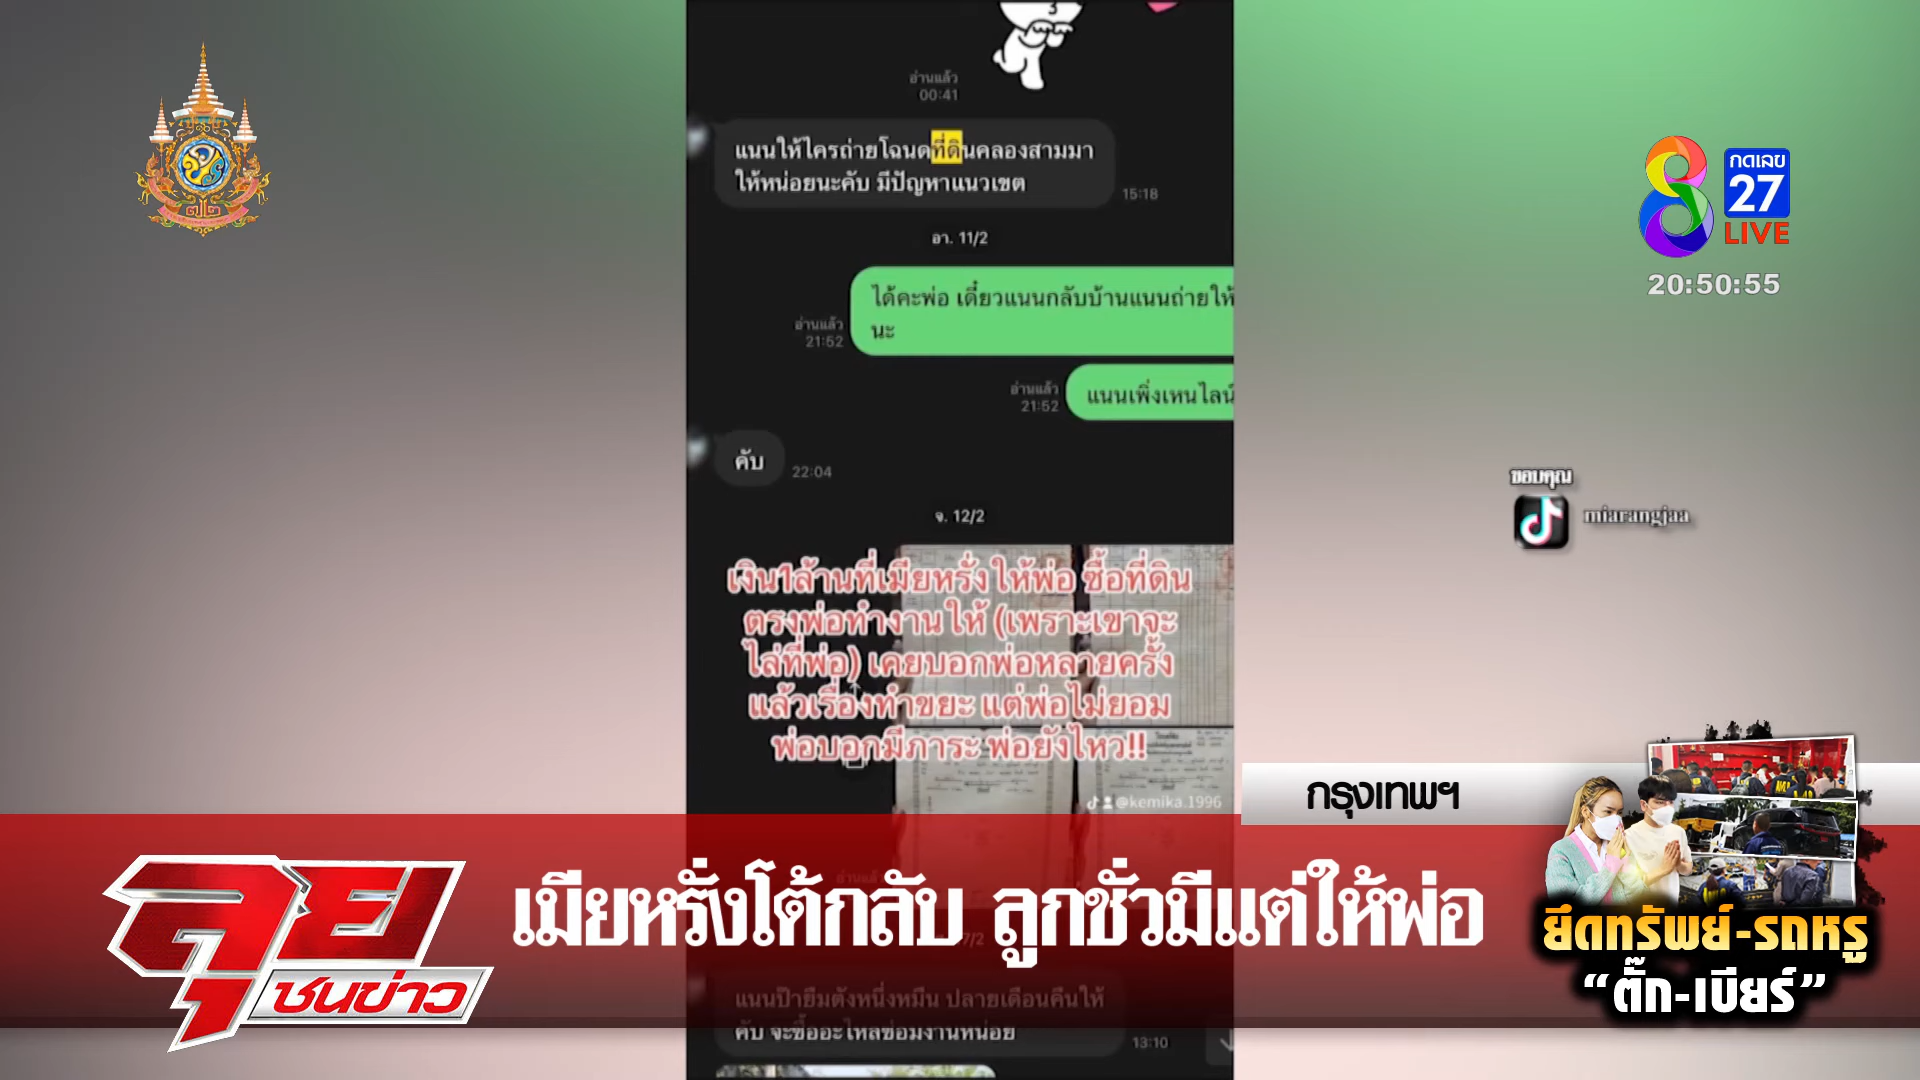 อ่านแล้ว
00:41
แนนให้ไครถ่ายโฉนดที่ดินคลองสามมา
ให้หน่อยนะคับ มีปัญหาแนวเขต
15:18
อา. 11/2
ได้คะพ่อ เดี๋ยวแนนกลับบ้านแนนถ่ายให้
นะ
อ่านแล้ว
21:52
แนนเพิ่งเหนไลน์
อ่านแล้ว
21:52
คับ
22:04
จ. 12/2
เงิน1ล้านที่เมียหรั่งให้พ่อ ซื้อที่ดิน
ตรงพ่อทำงานให้ (เพราะเขาจะ
ไล่ที่พ่อ) เคยบอกพ่อหลายครั้ง
แล้วเรื่องทำขยะ แต่พ่อไม่ยอม
พ่อบอกมีภาระ พ่อยังไหว!!
@kemika.1996
แนนป๊ายืมตังหนึ่งหมืน ปลายเดือนคืนให้
คับ จะซื้ออะไหล่ซ่อมงานหน่อย
13:10
8
กดเลข
27
LIVE
20:50:55
ขอบคุณ
miarangjaa
กรุงเทพฯ
ลุย
ชนข่าว
เมียหรั่งโต้กลับ ลูกชั่วมีแต่ให้พ่อ
ยึดทรัพย์-รถหรู
“ตั๊ก-เบียร์”